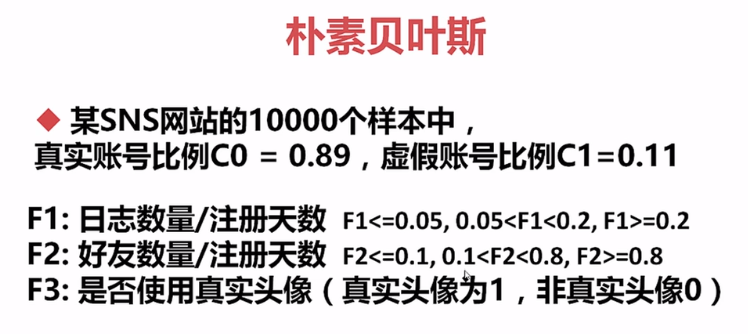 朴素贝叶斯
◆ 某SNS网站的10000个样本中，
真实账号比例C0 = 0.89，虚假账号比例C1=0.11
F1: 日志数量/注册天数 F1<=0.05, 0.05<F1<0.2, F1>=0.2
F2: 好友数量/注册天数 F2<=0.1, 0.1<F2<0.8, F2>=0.8
F3: 是否使用真实头像（真实头像为1，非真实头像0）